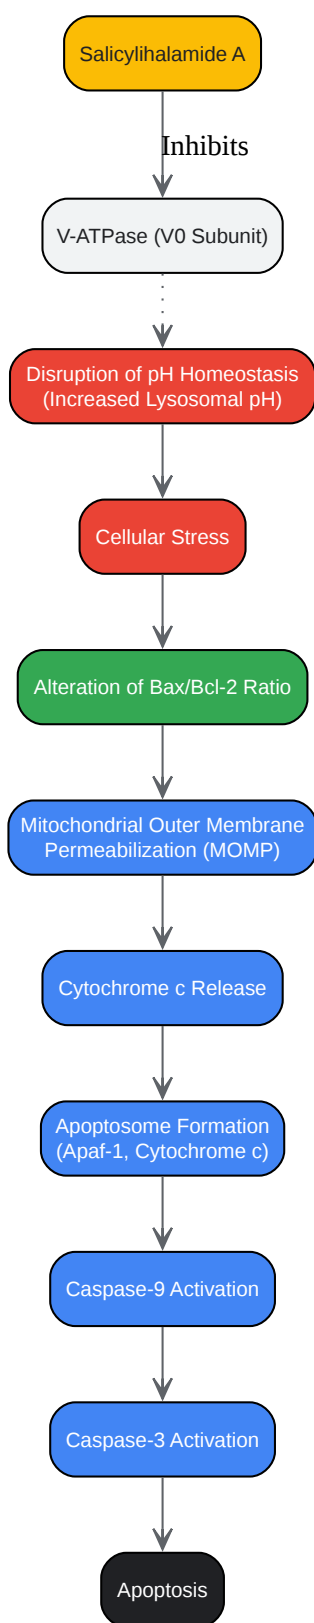 Salicylihalamide A
Inhibits
V-ATPase (V0 Subunit)
Disruption of pH Homeostasis
(Increased Lysosomal pH)
Cellular Stress
Alteration of Bax/Bcl-2 Ratio
Mitochondrial Outer Membrane
Permeabilization (MOMP)
Cytochrome c Release
Apoptosome Formation
(Apaf-1, Cytochrome c)
Caspase-9 Activation
Caspase-3 Activation
Apoptosis